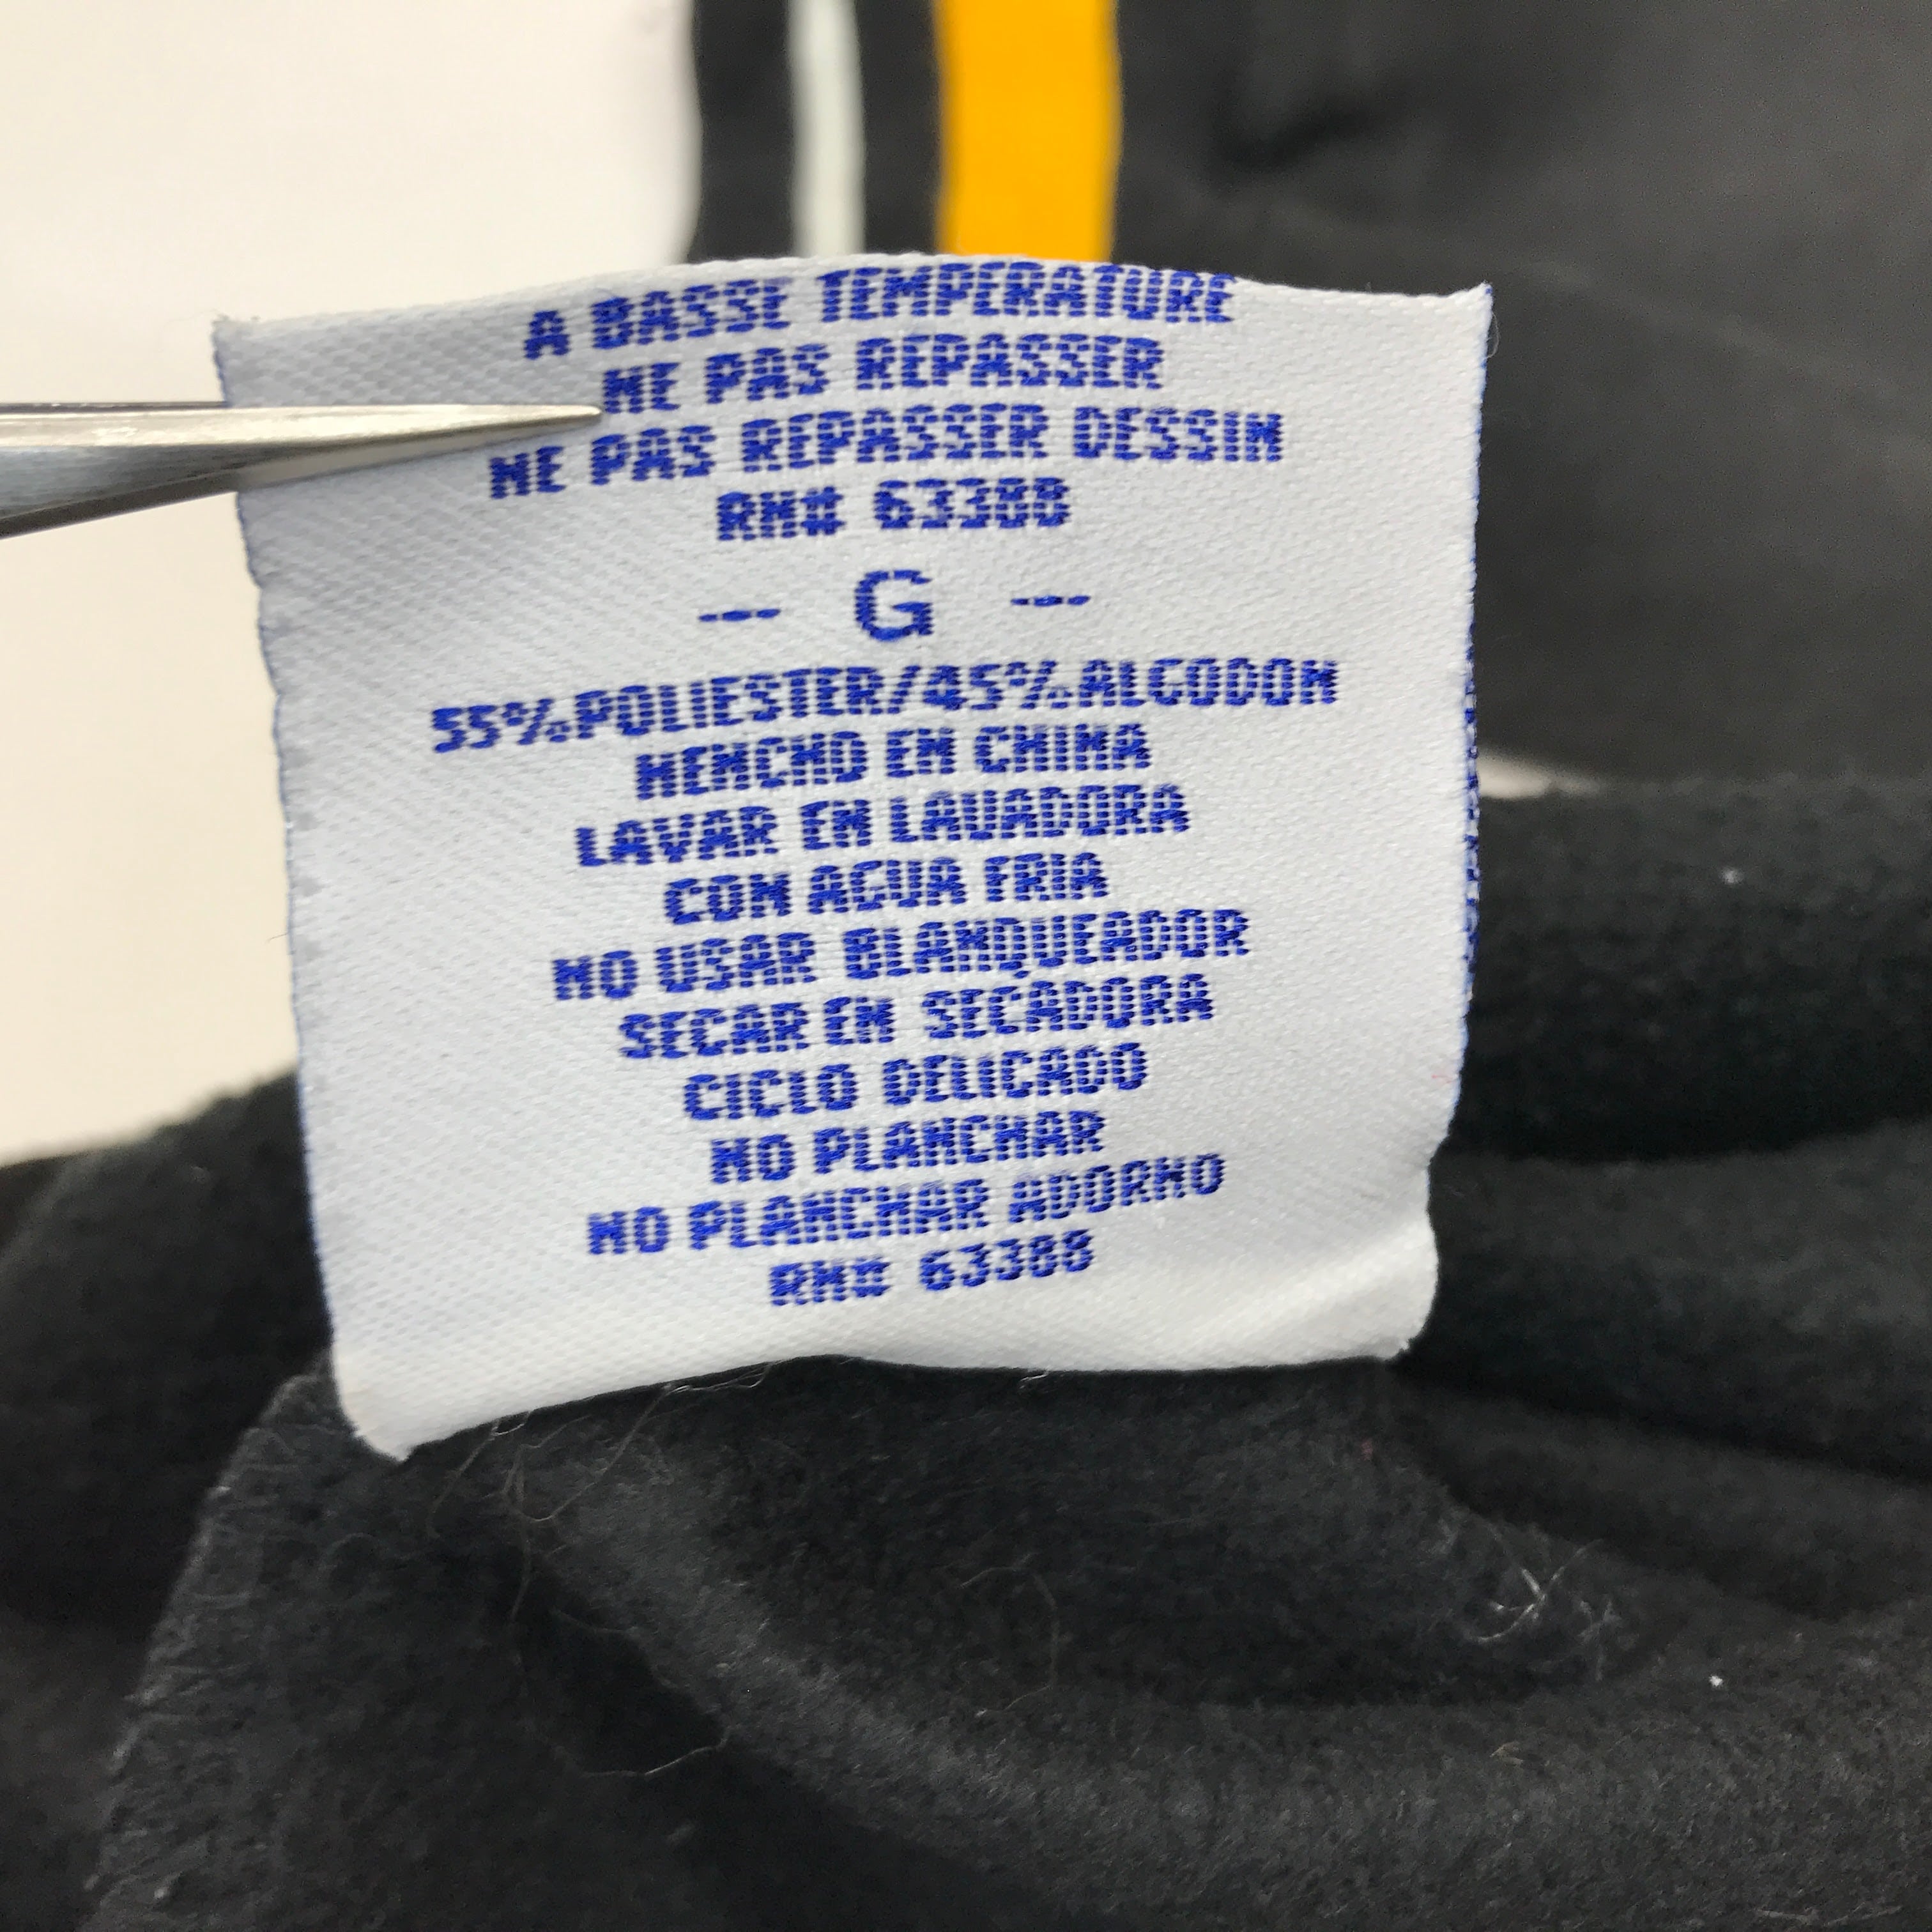 A BASSE TEMPERATURE
NE PAS REPASSER
NE PAS REPASSER DESSIN
RN# 63388
--- G ---
55%POLIESTER/45%ALGODON
HENCHO EN CHINA
LAVAR EN LAVADORA
CON AGUA FRIA
NO USAR BLANQUEADOR
SECAR EN SECADORA
CICLO DELICADO
NO PLANCHAR
NO PLANCHAR ADORNO
RN# 63388